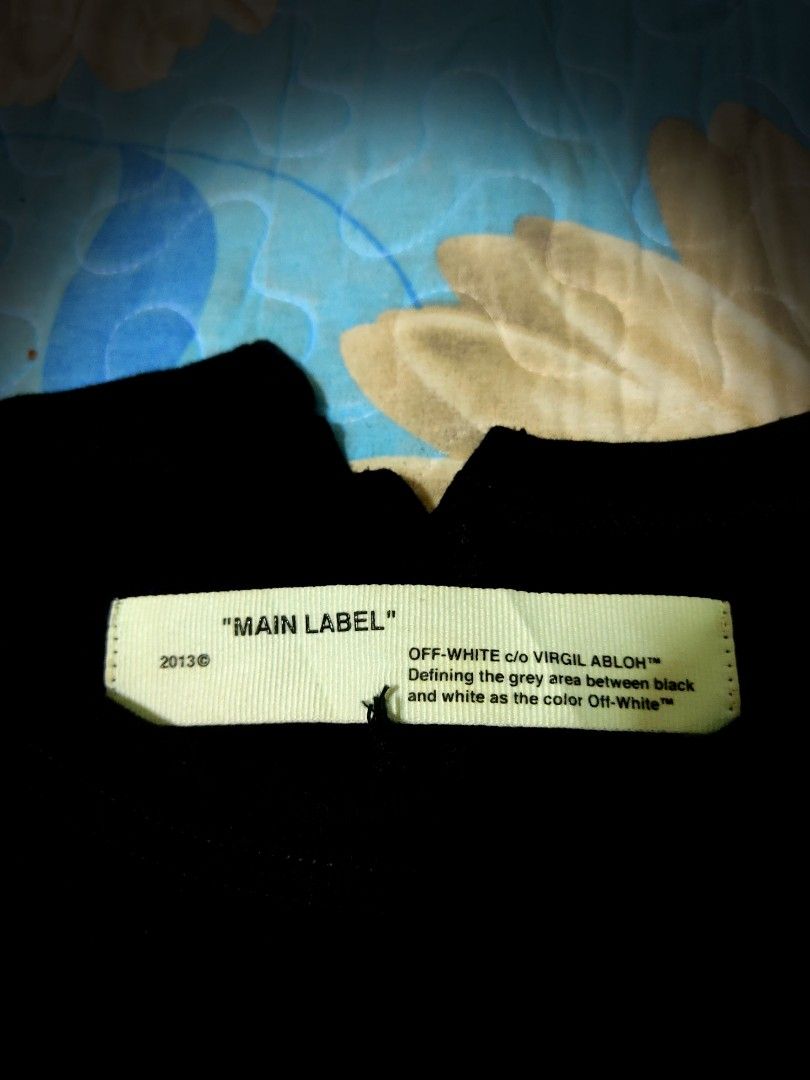 "MAIN LABEL"
2013©
OFF-WHITE c/o VIRGIL ABLOH™
Defining the grey area between black
and white as the color Off-White™